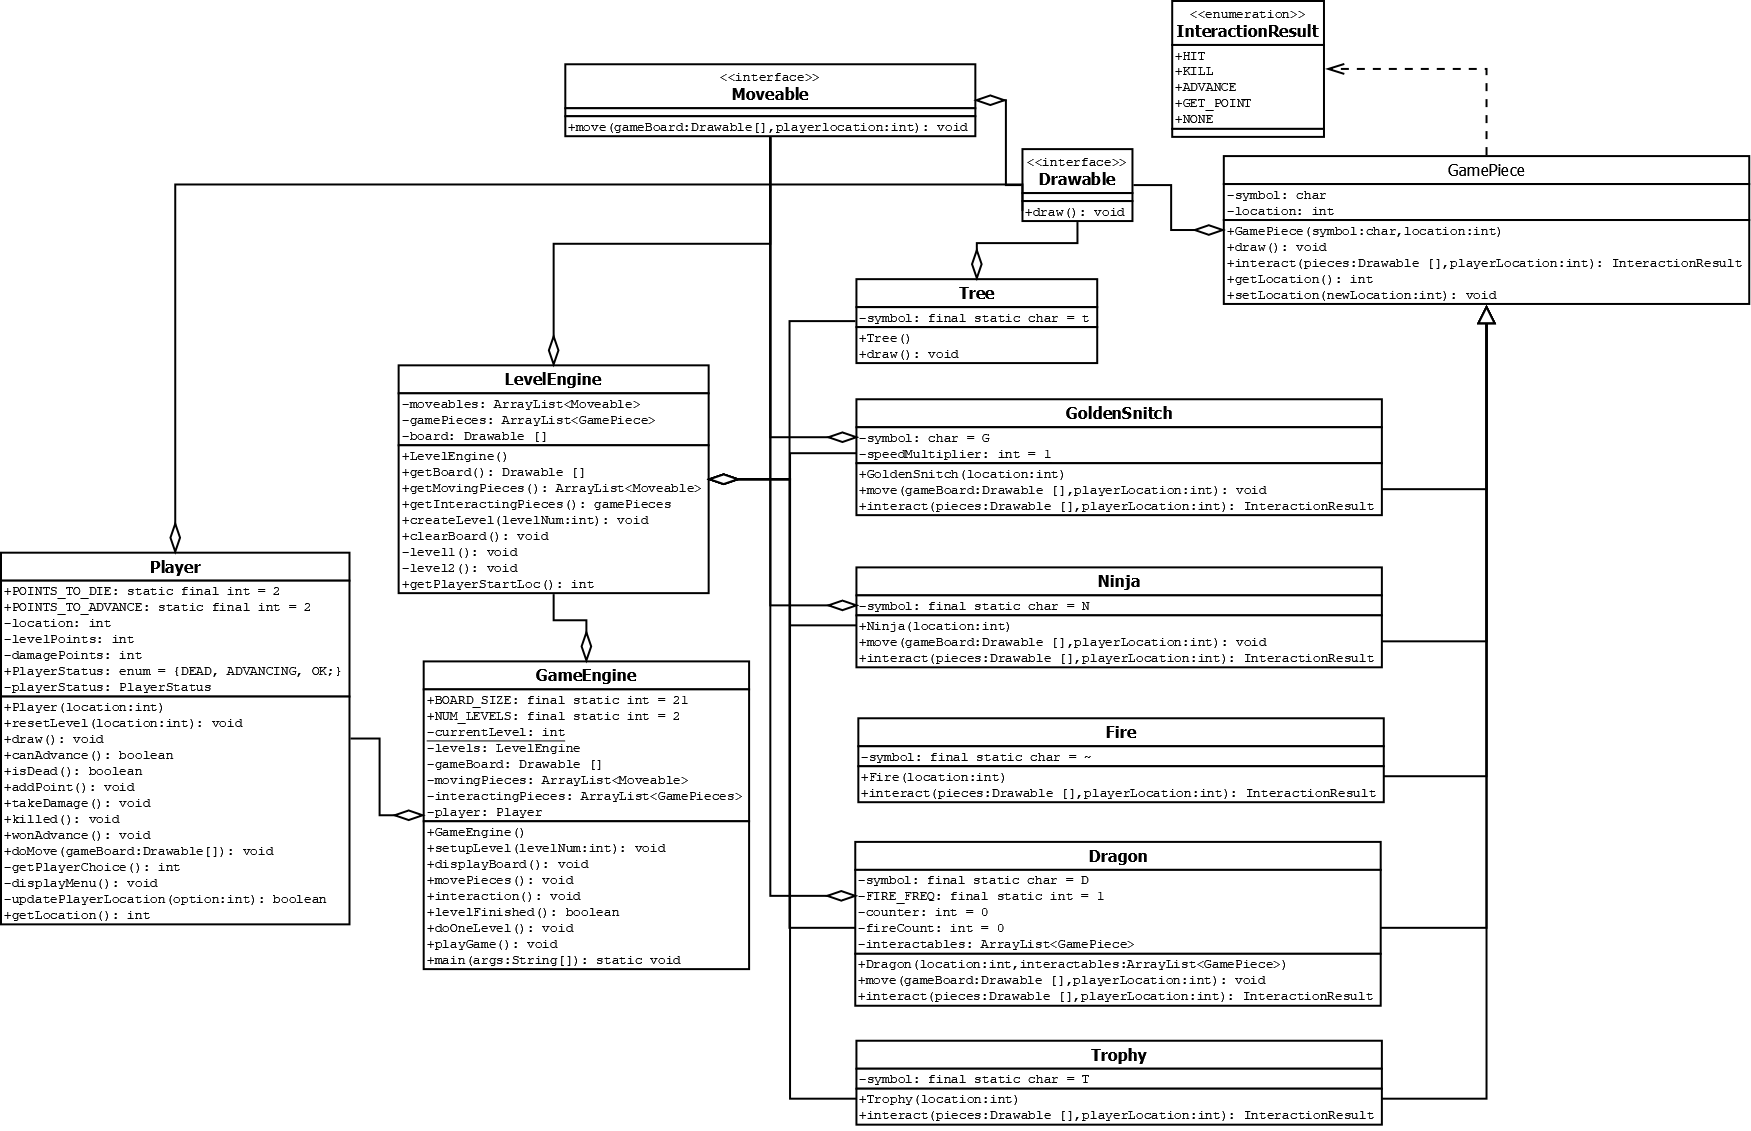 <<enumeration>>
InteractionResult
+HIT
+KILL
+ADVANCE
+GET_POINT
+NONE
<<interface>>
Moveable
+move(gameBoard:Drawable[],playerlocation:int): void
<<interface>>
Drawable
+draw(): void
GamePiece
-symbol: char
-location: int
+GamePiece(symbol:char,location:int)
+draw(): void
+interact(pieces:Drawable [],playerLocation:int): InteractionResult
+getLocation(): int
+setLocation(newLocation:int): void
Tree
-symbol: final static char = t
+Tree()
+draw(): void
LevelEngine
-moveables: ArrayList<Moveable>
-gamePieces: ArrayList<GamePiece>
-board: Drawable []
+LevelEngine()
+getBoard(): Drawable []
+getMovingPieces(): ArrayList<Moveable>
+getInteractingPieces(): gamePieces
+createLevel(levelNum:int): void
+clearBoard(): void
-level1(): void
-level2(): void
+getPlayerStartLoc(): int
GoldenSnitch
-symbol: char = G
-speedMultiplier: int = 1
+GoldenSnitch(location:int)
+move(gameBoard:Drawable [],playerLocation:int): void
+interact(pieces:Drawable [],playerLocation:int): InteractionResult
Player
+POINTS_TO_DIE: static final int = 2
+POINTS_TO_ADVANCE: static final int = 2
-location: int
-levelPoints: int
-damagePoints: int
+PlayerStatus: enum = {DEAD, ADVANCING, OK;}
-playerStatus: PlayerStatus
+Player(location:int)
+resetLevel(location:int): void
+draw(): void
+canAdvance(): boolean
+isDead(): boolean
+addPoint(): void
+takeDamage(): void
+killed(): void
+wonAdvance(): void
+doMove(gameBoard:Drawable[]): void
-getPlayerChoice(): int
-displayMenu(): void
-updatePlayerLocation(option:int): boolean
+getLocation(): int
Ninja
-symbol: final static char = N
+Ninja(location:int)
+move(gameBoard:Drawable [],playerLocation:int): void
+interact(pieces:Drawable [],playerLocation:int): InteractionResult
GameEngine
+BOARD_SIZE: final static int = 21
+NUM_LEVELS: final static int = 2
-currentLevel: int
-levels: LevelEngine
-gameBoard: Drawable []
-movingPieces: ArrayList<Moveable>
-interactingPieces: ArrayList<GamePieces>
-player: Player
+GameEngine()
+setupLevel(levelNum:int): void
+displayBoard(): void
+movePieces(): void
+interaction(): void
+levelFinished(): boolean
+doOneLevel(): void
+playGame(): void
+main(args:String[]): static void
Fire
-symbol: final static char = ~
+Fire(location:int)
+interact(pieces:Drawable [],playerLocation:int): InteractionResult
Dragon
-symbol: final static char = D
-FIRE_FREQ: final static int = 1
-counter: int = 0
-fireCount: int = 0
-interactables: ArrayList<GamePiece>
+Dragon(location:int,interactables:ArrayList<GamePiece>)
+move(gameBoard:Drawable [],playerLocation:int): void
+interact(pieces:Drawable [],playerLocation:int): InteractionResult
Trophy
-symbol: final static char = T
+Trophy(location:int)
+interact(pieces:Drawable [],playerLocation:int): InteractionResult